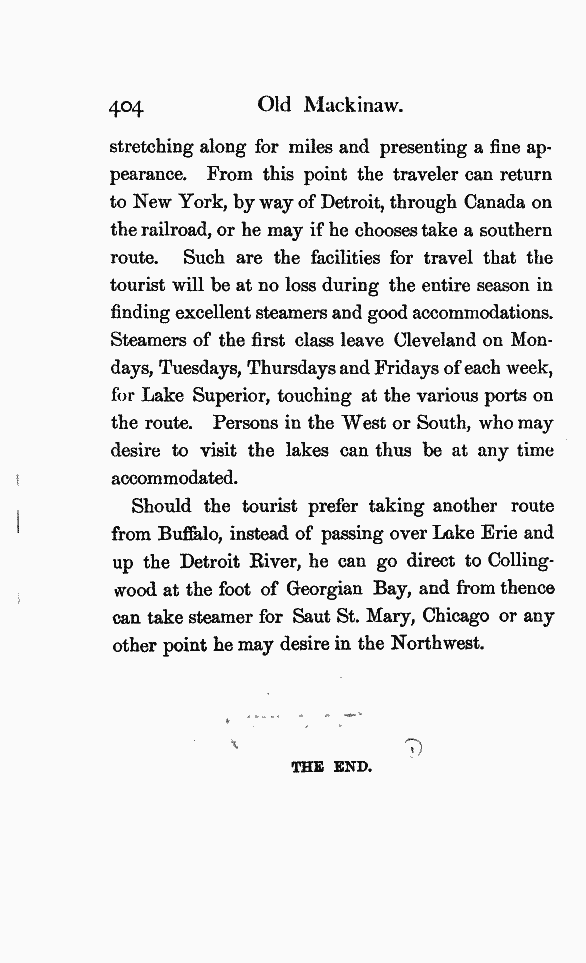 404 Old Mackinaw.
stretching along for miles and presenting a fine ap-
pearance. From this point the traveler can return
to New York, by way of Detroit, through Canada on
the railroad, or he may if he chooses take a southern
route. Such are the facilities for travel that the
tourist will be at no loss during the entire season in
finding excellent steamers and good accommodations.
Steamers of the first class leave Cleveland on Mon-
days, Tuesdays, Thursdays and Fridays of each week,
for Lake Superior, touching at the various ports on
the route. Persons in the West or South, who may
desire to visit the lakes can thus be at any time
accommodated.
Should the tourist prefer taking another route
from Buffalo, instead of passing over Lake Erie and
up the Detroit River, he can go direct to Colling-
wood at the foot of Georgian Bay, and from thence
can take steamer for Saut St. Mary, Chicago or any
other point he may desire in the Northwest.
THE END.